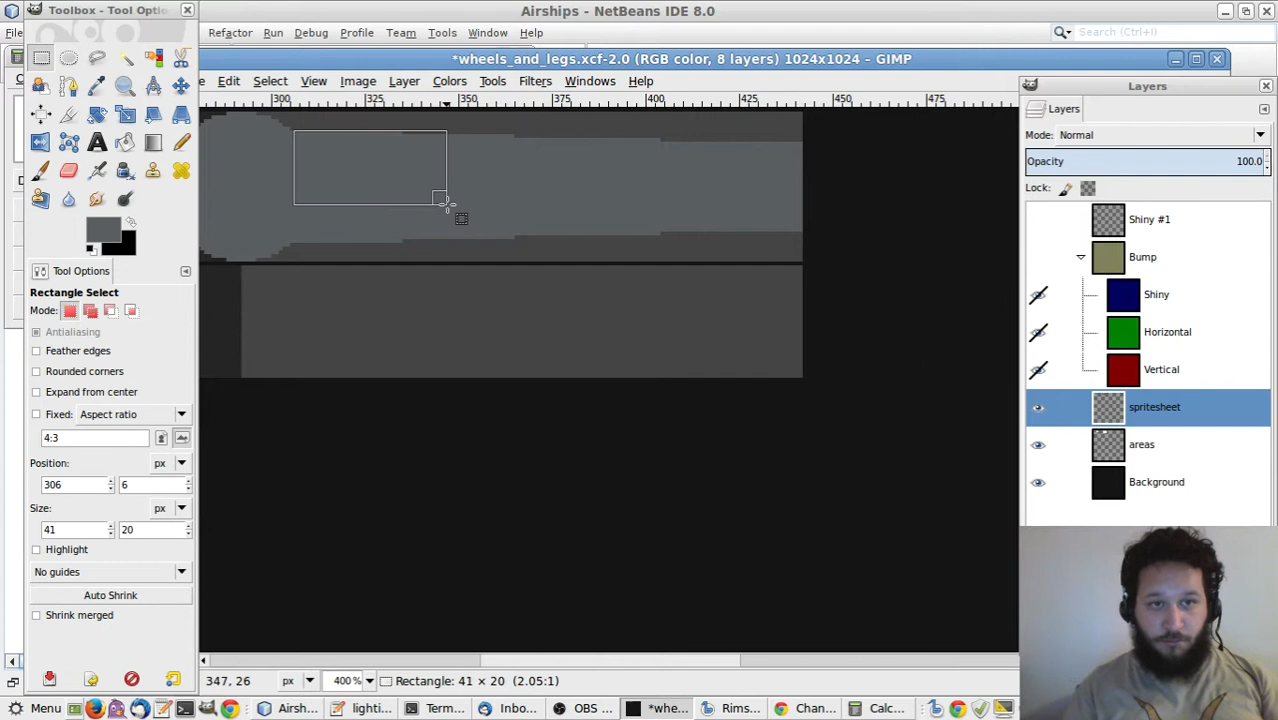 Toolbox - Tool Optio
Airships - NetBeans IDE 8.0
File
Refactor Run Debug Profile Team Tools Window Help
Search (Ctrl+I)
*wheels_and_legs.xcf-2.0 (RGB color, 8 layers) 1024x1024 – GIMP
Edit Select View Image Layer Colors Tools Filters Windows Help
300 325 350 375 400 425 450 475
Layers
Layers
Mode: Normal
Opacity 100.0
Lock:
Shiny #1
Bump
Shiny
Horizontal
Vertical
spritesheet
areas
Background
Tool Options
Rectangle Select
Mode:
Antialiasing
Feather edges
Rounded corners
Expand from center
Fixed: Aspect ratio
4:3
Position: px
306 6
Size: px
41 20
Highlight
No guides
Auto Shrink
Shrink merged
347, 26 px 400% Rectangle: 41 × 20 (2.05:1)
Menu Airsh... lighti... Term... Inbo... OBS ... *whe... Rims... Chan... Calc...